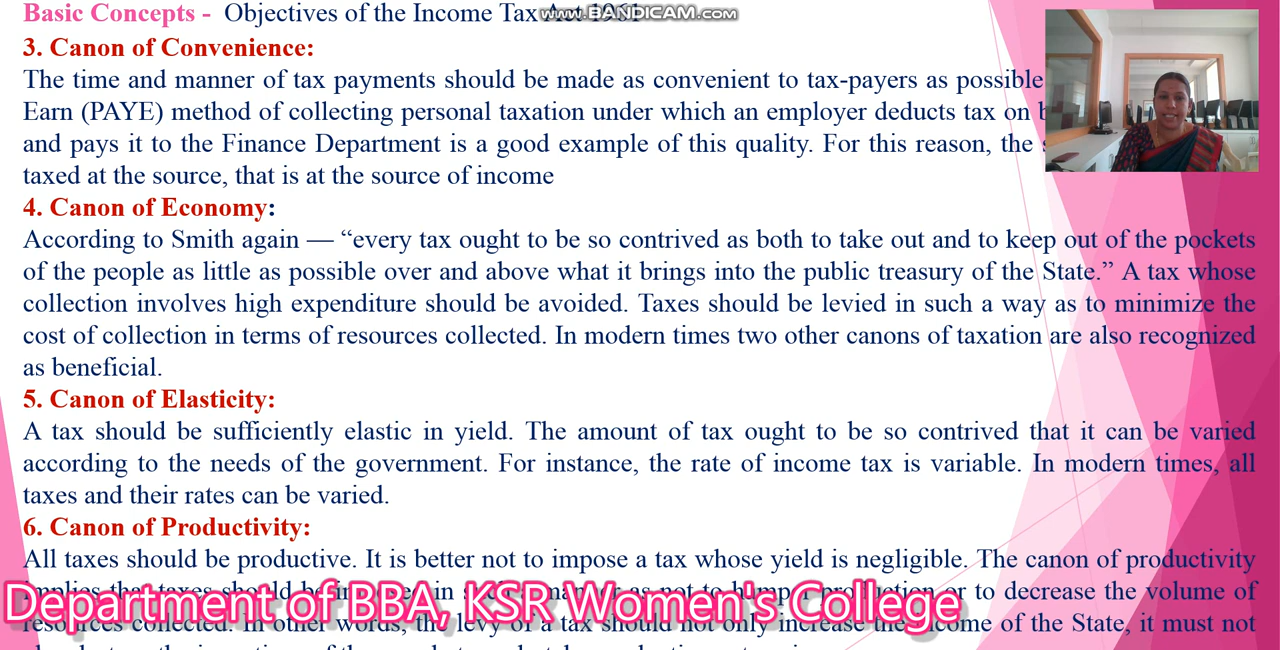 Basic Concepts - Objectives of the Income Tax Act 1961
www.BANDICAM.com
3. Canon of Convenience:
The time and manner of tax payments should be made as convenient to tax-payers as possible
Earn (PAYE) method of collecting personal taxation under which an employer deducts tax on
and pays it to the Finance Department is a good example of this quality. For this reason, the
taxed at the source, that is at the source of income
4. Canon of Economy:
According to Smith again — “every tax ought to be so contrived as both to take out and to keep out of the pockets
of the people as little as possible over and above what it brings into the public treasury of the State.” A tax whose
collection involves high expenditure should be avoided. Taxes should be levied in such a way as to minimize the
cost of collection in terms of resources collected. In modern times two other canons of taxation are also recognized
as beneficial.
5. Canon of Elasticity:
A tax should be sufficiently elastic in yield. The amount of tax ought to be so contrived that it can be varied
according to the needs of the government. For instance, the rate of income tax is variable. In modern times, all
taxes and their rates can be varied.
6. Canon of Productivity:
All taxes should be productive. It is better not to impose a tax whose yield is negligible. The canon of productivity
implies that taxes should be in such manner as not to hamper production or to decrease the volume of
Department of BBA, KSR Women's College
resources collected. In other words, the levy of a tax should not only increase the income of the State, it must not